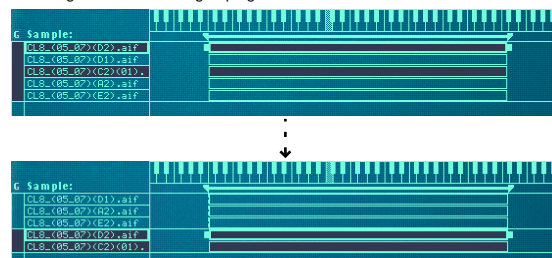 G Sample:
CL8_(05_07)(D2).aif
CL8_(05_07)(D1).aif
CL8_(05_07)(C2)(01).
CL8_(05_07)(A2).aif
CL8_(05_07)(E2).aif
G Sample:
CL8_(05_07)(D1).aif
CL8_(05_07)(A2).aif
CL8_(05_07)(E2).aif
CL8_(05_07)(D2).aif
CL8_(05_07)(C2)(01).